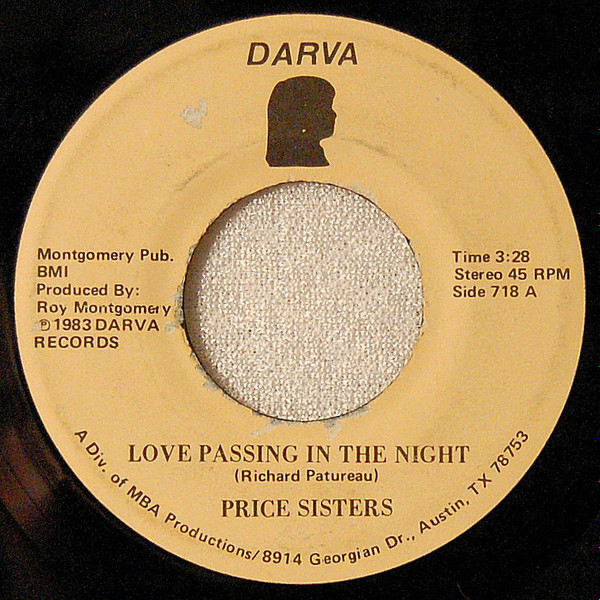 DARVA
Montgomery Pub.
BMI
Produced By:
Roy Montgomery
℗1983 DARVA
RECORDS
Time 3:28
Stereo 45 RPM
Side 718 A
LOVE PASSING IN THE NIGHT
(Richard Patureau)
PRICE SISTERS
A Div. of MBA Productions/8914 Georgian Dr., Austin, TX 78753